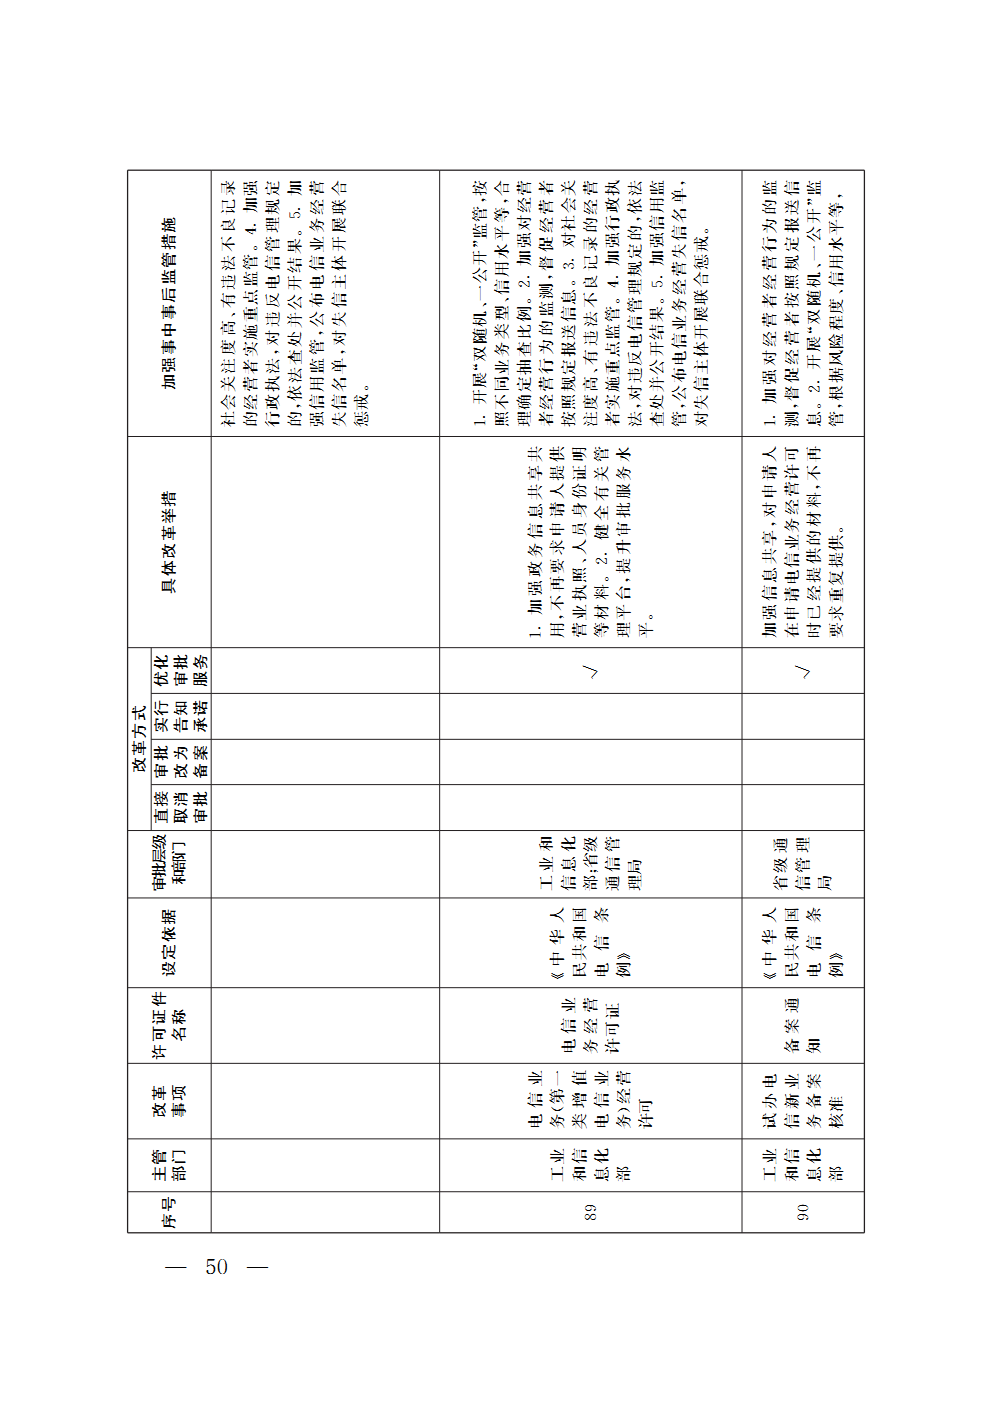 序号
主管
部门
改革
事项
许可证件
名称
设定依据
审批层级
和部门
改革方式
直接
取消
审批
审批
改为
备案
实行
告知
承诺
优化
审批
服务
具体改革举措
加强事中事后监管措施
社会关注度高、有违法不良记录
的经营者实施重点监管。4. 加强
行政执法,对违反电信管理规定
的,依法查处并公开结果。5. 加
强信用监管,公布电信业务经营
失信名单,对失信主体开展联合
惩戒。
89
工业
和信
息化
部
电信业
务(第一
类增值
电信业
务)经营
许可
电信业
务经营
许可证
《中华人
民共和国
电信条
例》
工业和
信息化
部;省级
通信管
理局
√
1. 加强政务信息共享共
用,不再要求申请人提供
营业执照、人员身份证明
等材料。2. 健全有关管
理平台,提升审批服务水
平。
1. 开展“双随机、一公开”监管,按
照不同业务类型、信用水平等,合
理确定抽查比例。2. 加强对经营
者经营行为的监测,督促经营者
按照规定报送信息。3. 对社会关
注度高、有违法不良记录的经营
者实施重点监管。4. 加强行政执
法,对违反电信管理规定的,依法
查处并公开结果。5. 加强信用监
管,公布电信业务经营失信名单,
对失信主体开展联合惩戒。
90
工业
和信
息化
部
试办电
信新业
务备案
核准
备案通
知
《中华人
民共和国
电信条
例》
省级通
信管理
局
√
加强信息共享,对申请人
在申请电信业务经营许可
时已经提供的材料,不再
要求重复提供。
1. 加强对经营者经营行为的监
测,督促经营者按照规定报送信
息。2. 开展“双随机、一公开”监
管,根据风险程度、信用水平等,
— 50 —